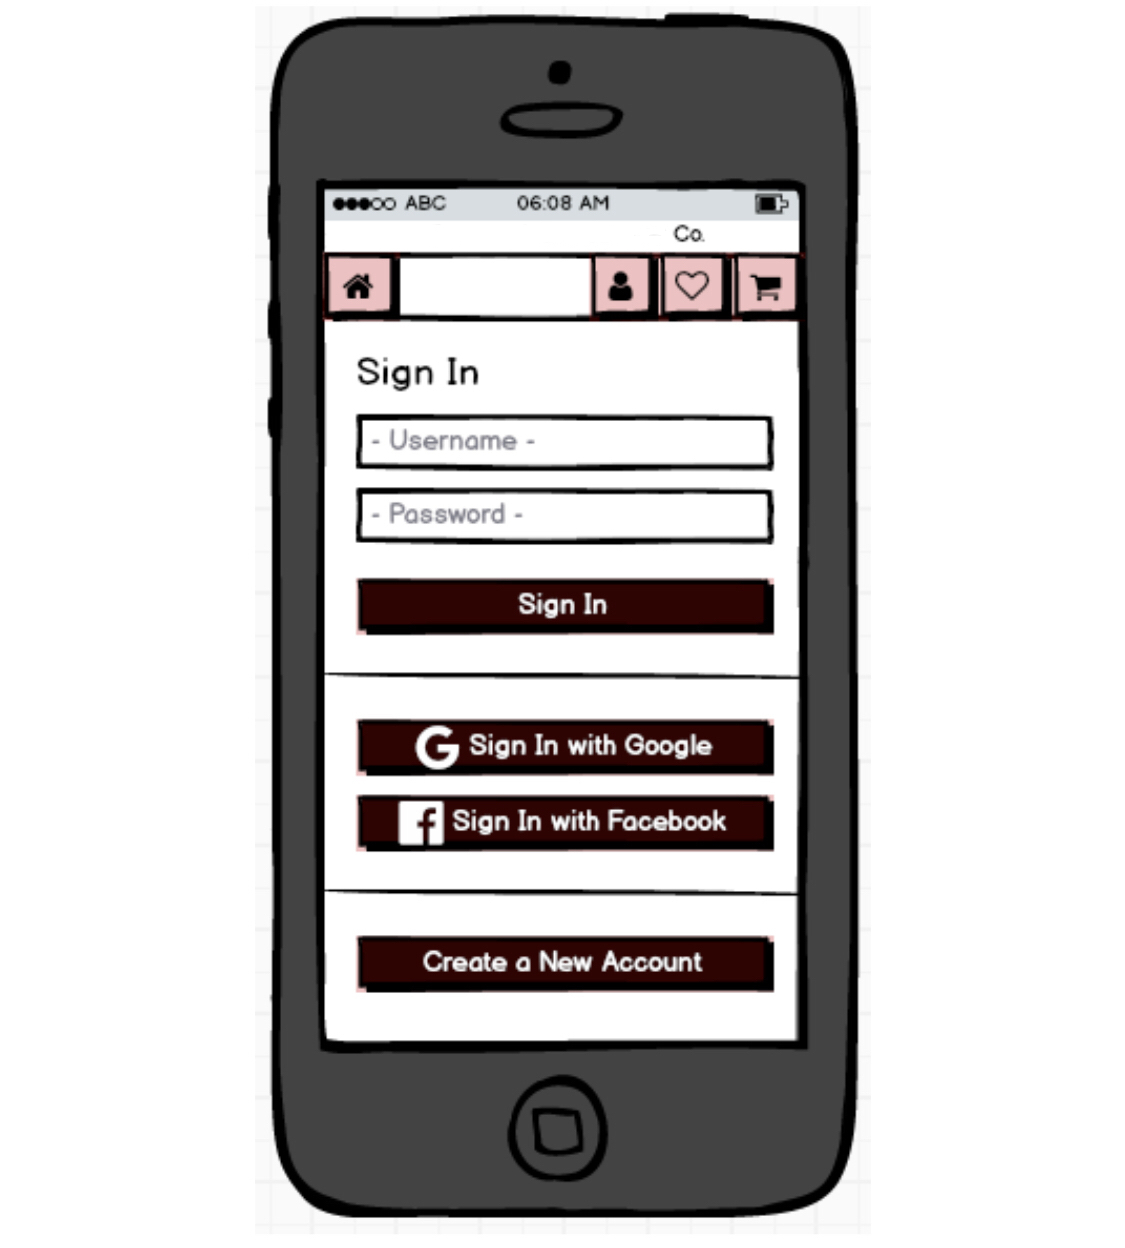 ABC 06:08 AM
Co.
Sign In
- Username -
- Password -
Sign In
Sign In with Google
Sign In with Facebook
Create a New Account